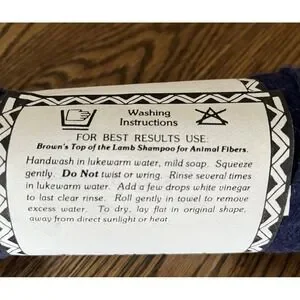 Washing
Instructions
FOR BEST RESULTS USE:
Brown's Top of the Lamb Shampoo for Animal Fibers.
Handwash in lukewarm water, mild soap. Squeeze
gently. Do Not twist or wring. Rinse several times
in lukewarm water. Add a few drops white vinegar
to last clear rinse. Roll gently in towel to remove
excess water. To dry, lay flat in original shape,
away from direct sunlight or heat.